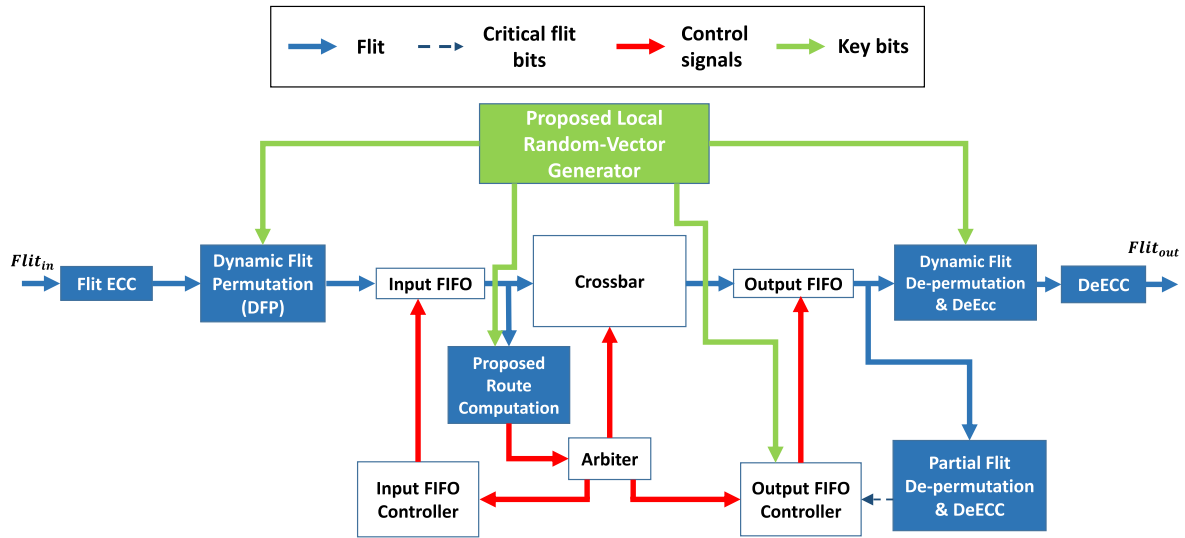 Flit
Critical flit
bits
Control
signals
Key bits
Proposed Local
Random-Vector
Generator
Flit_in
Flit ECC
Dynamic Flit
Permutation
(DFP)
Input FIFO
Crossbar
Output FIFO
Dynamic Flit
De-permutation
& DeEcc
DeECC
Flit_out
Proposed
Route
Computation
Arbiter
Input FIFO
Controller
Output FIFO
Controller
Partial Flit
De-permutation
& DeECC